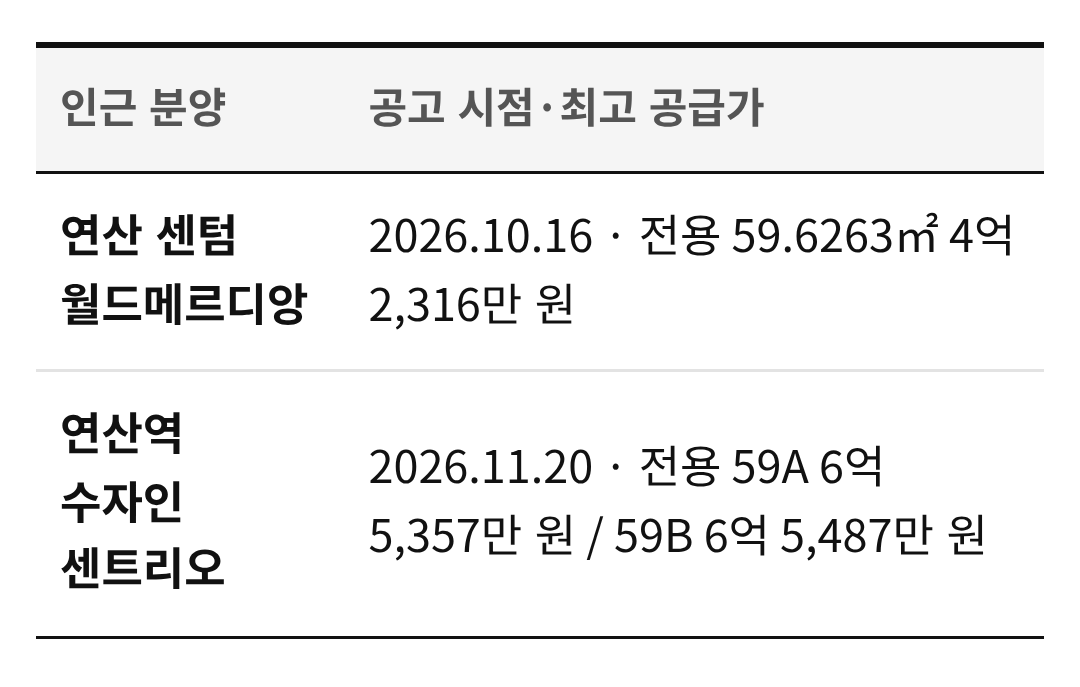 인근 분양
공고 시점·최고 공급가
연산 센텀
월드메르디앙
2026.10.16 · 전용 59.6263㎡ 4억
2,316만 원
연산역
수자인
센트리오
2026.11.20 · 전용 59A 6억
5,357만 원 / 59B 6억 5,487만 원